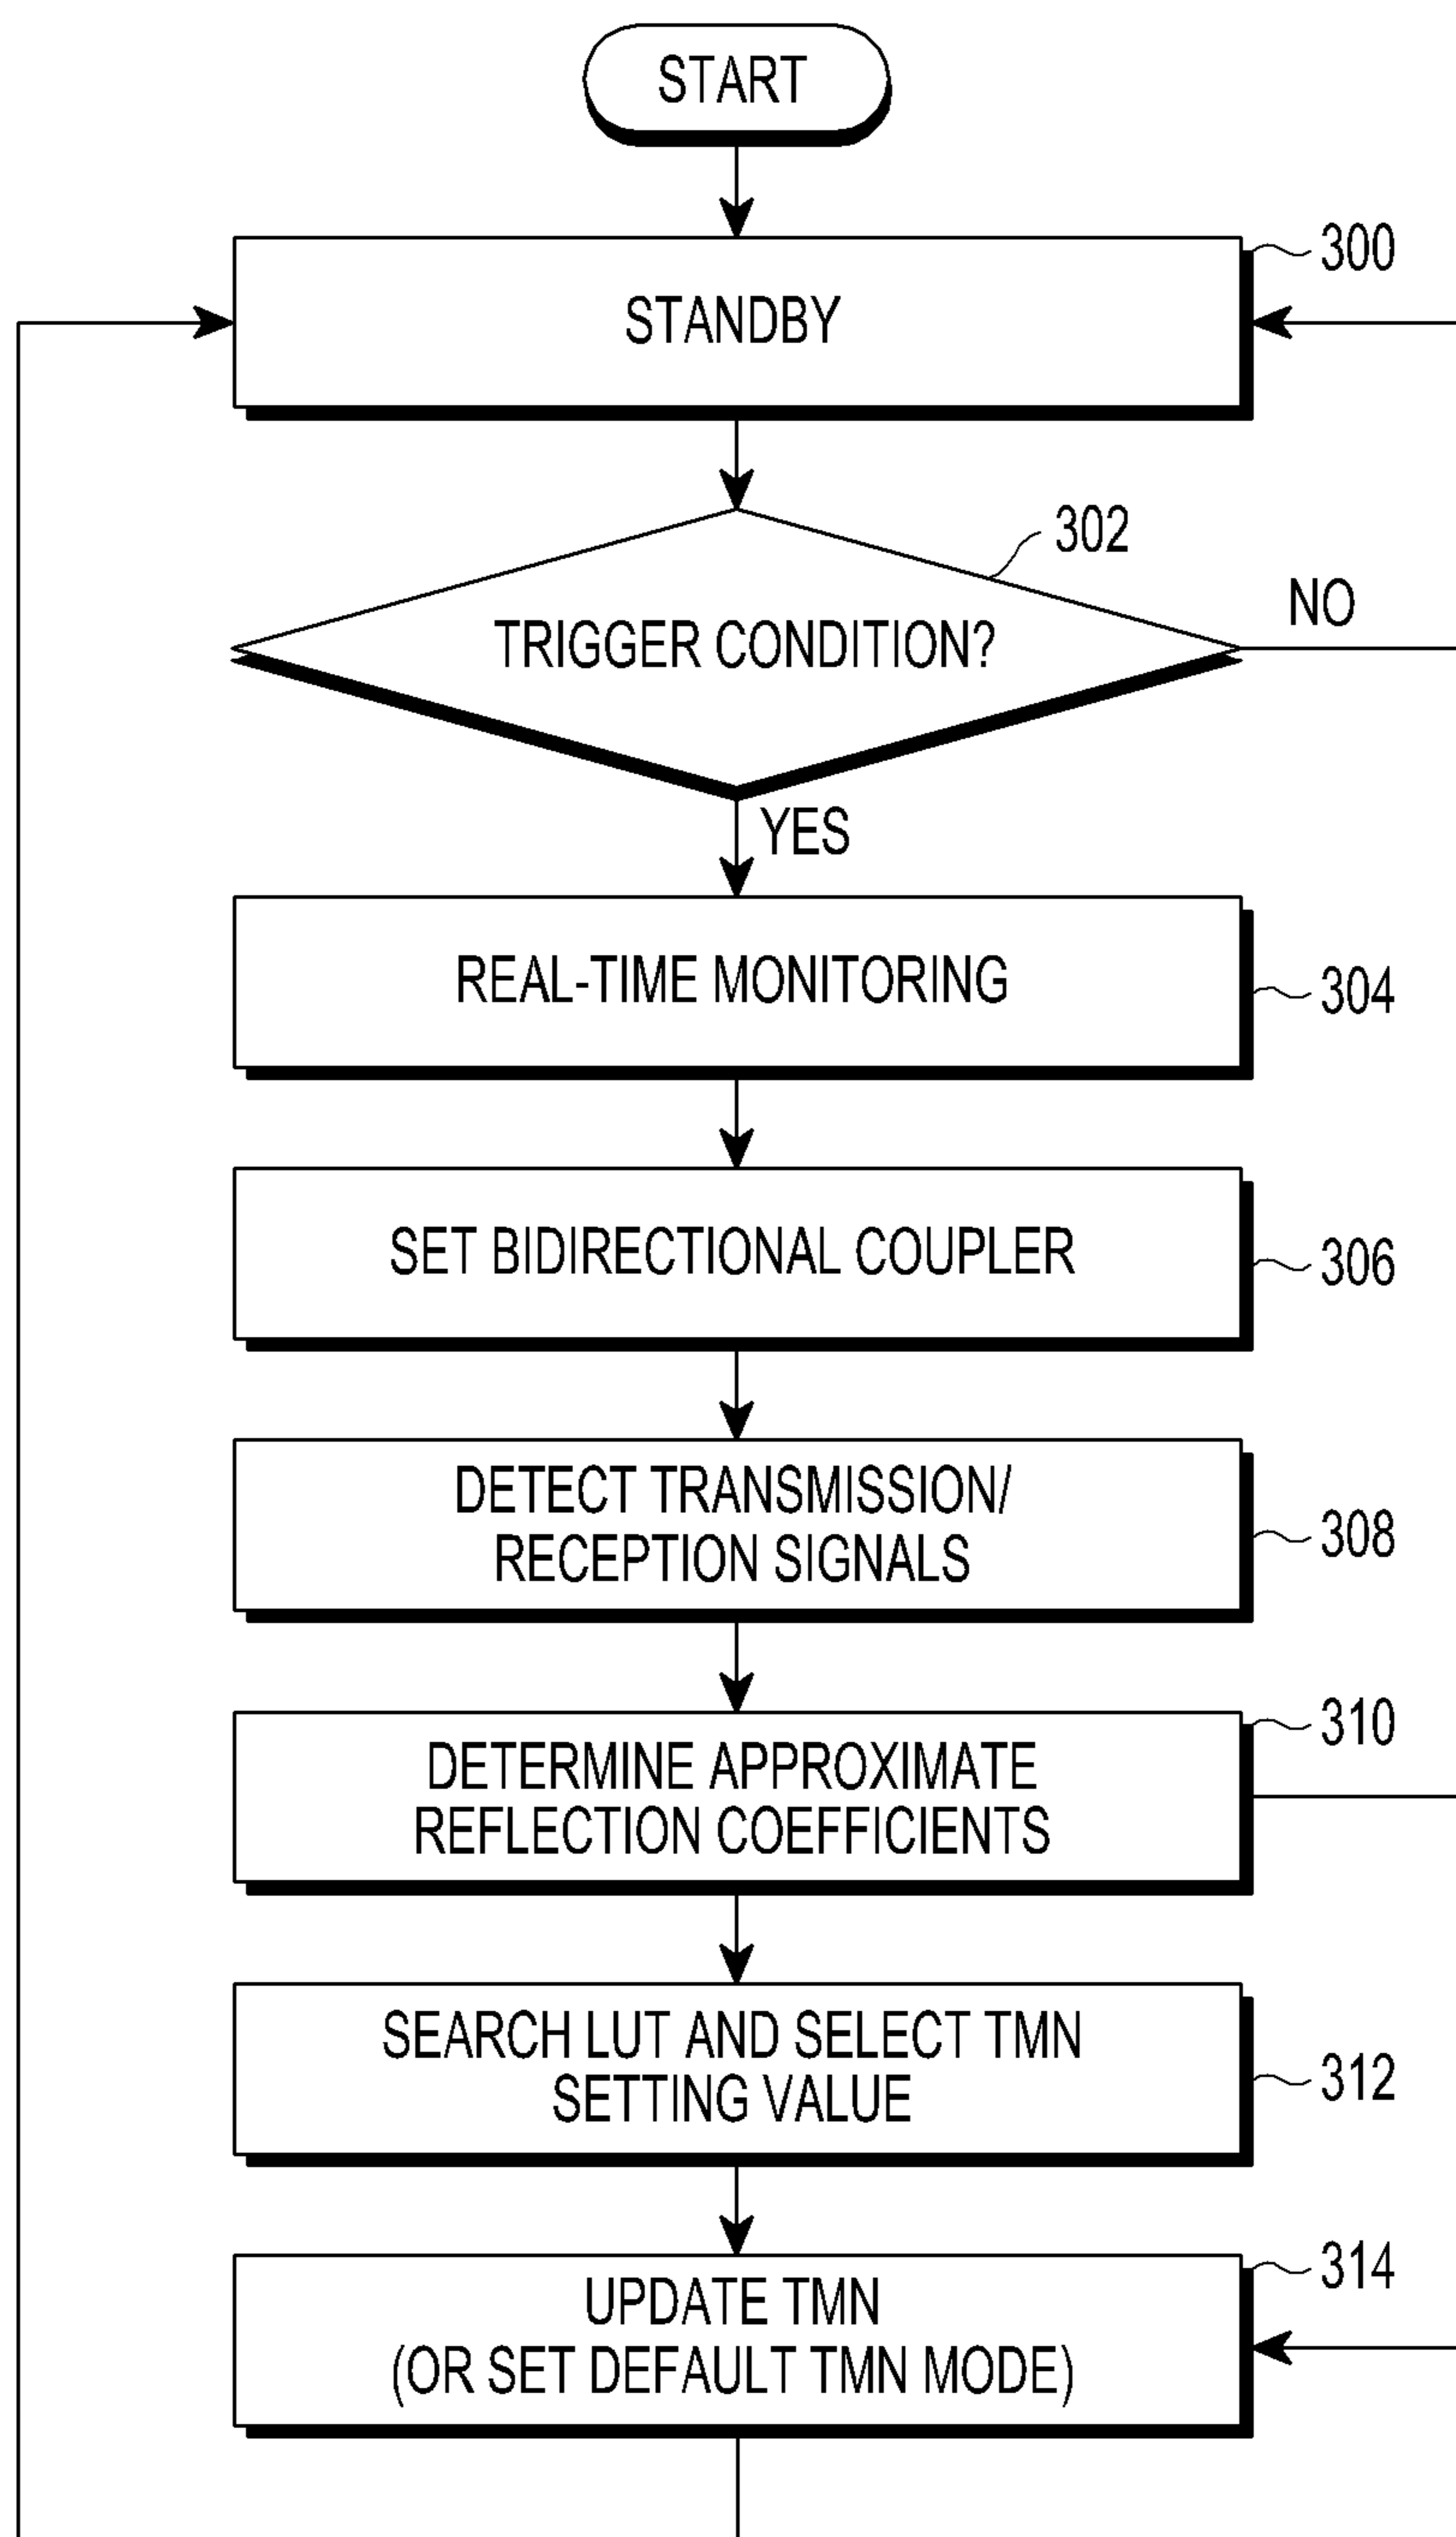 START
300
STANDBY
302
TRIGGER CONDITION?
NO
YES
REAL-TIME MONITORING
304
SET BIDIRECTIONAL COUPLER
306
DETECT TRANSMISSION/
RECEPTION SIGNALS
308
310
DETERMINE APPROXIMATE
REFLECTION COEFFICIENTS
SEARCH LUT AND SELECT TMN
SETTING VALUE
312
314
UPDATE TMN
(OR SET DEFAULT TMN MODE)